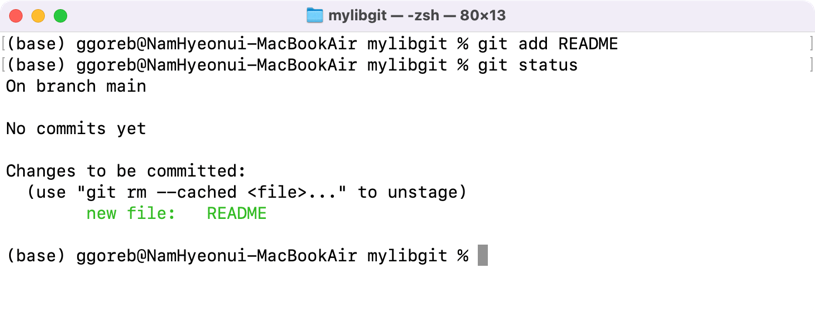 mylibgit — -zsh — 80×13
[(base) ggoreb@NamHyeonui-MacBookAir mylibgit % git add README ]
[(base) ggoreb@NamHyeonui-MacBookAir mylibgit % git status ]
On branch main
No commits yet
Changes to be committed:
(use "git rm --cached <file>..." to unstage)
new file: README
(base) ggoreb@NamHyeonui-MacBookAir mylibgit %